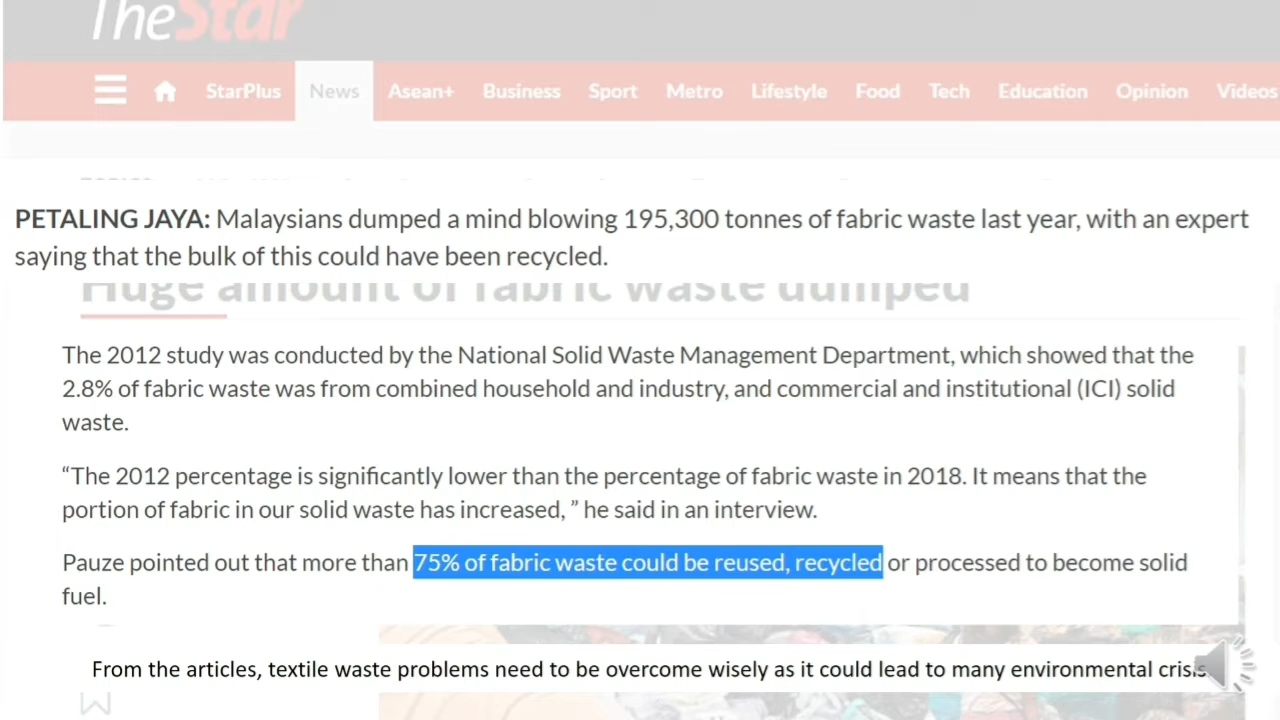 TheStar
StarPlus News Asean+ Business Sport Metro Lifestyle Food Tech Education Opinion Videos
PETALING JAYA: Malaysians dumped a mind blowing 195,300 tonnes of fabric waste last year, with an expert
saying that the bulk of this could have been recycled.
Huge amount of fabric waste dumped
The 2012 study was conducted by the National Solid Waste Management Department, which showed that the
2.8% of fabric waste was from combined household and industry, and commercial and institutional (ICI) solid
waste.
“The 2012 percentage is significantly lower than the percentage of fabric waste in 2018. It means that the
portion of fabric in our solid waste has increased, ” he said in an interview.
Pauze pointed out that more than 75% of fabric waste could be reused, recycled or processed to become solid
fuel.
From the articles, textile waste problems need to be overcome wisely as it could lead to many environmental crisis